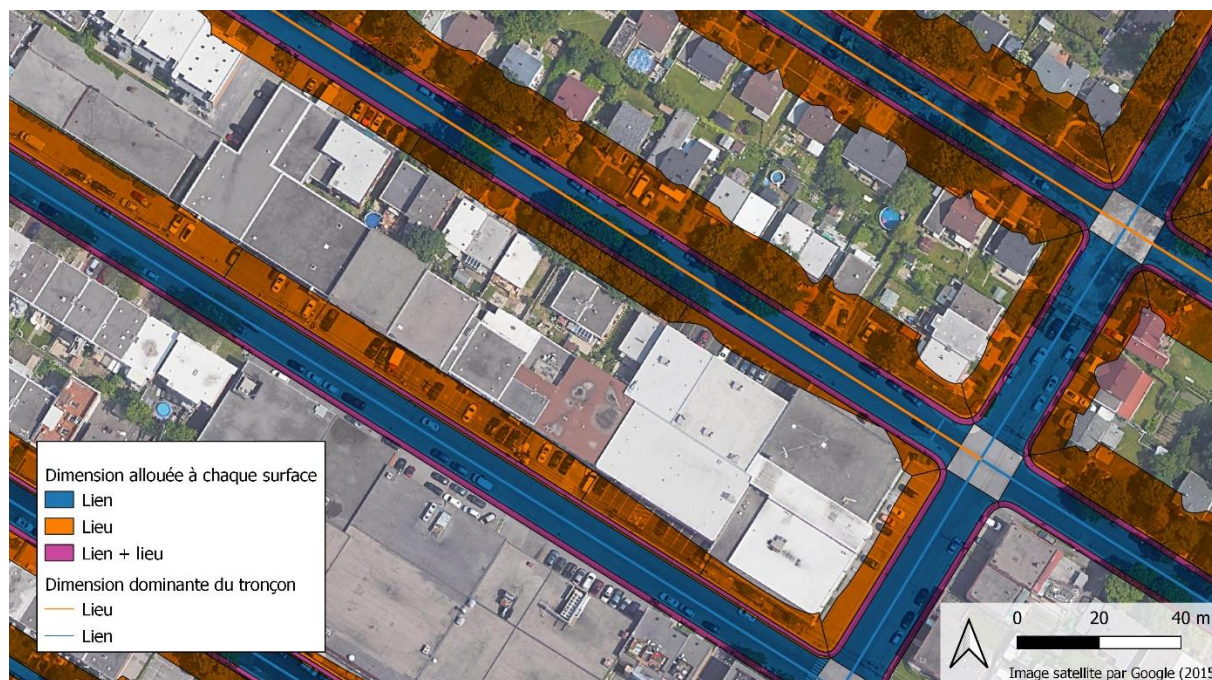 Dimension allouée à chaque surface
Lien
Lieu
Lien + lieu
Dimension dominante du tronçon
Lieu
Lien
0 20 40 m
Image satellite par Google (2015